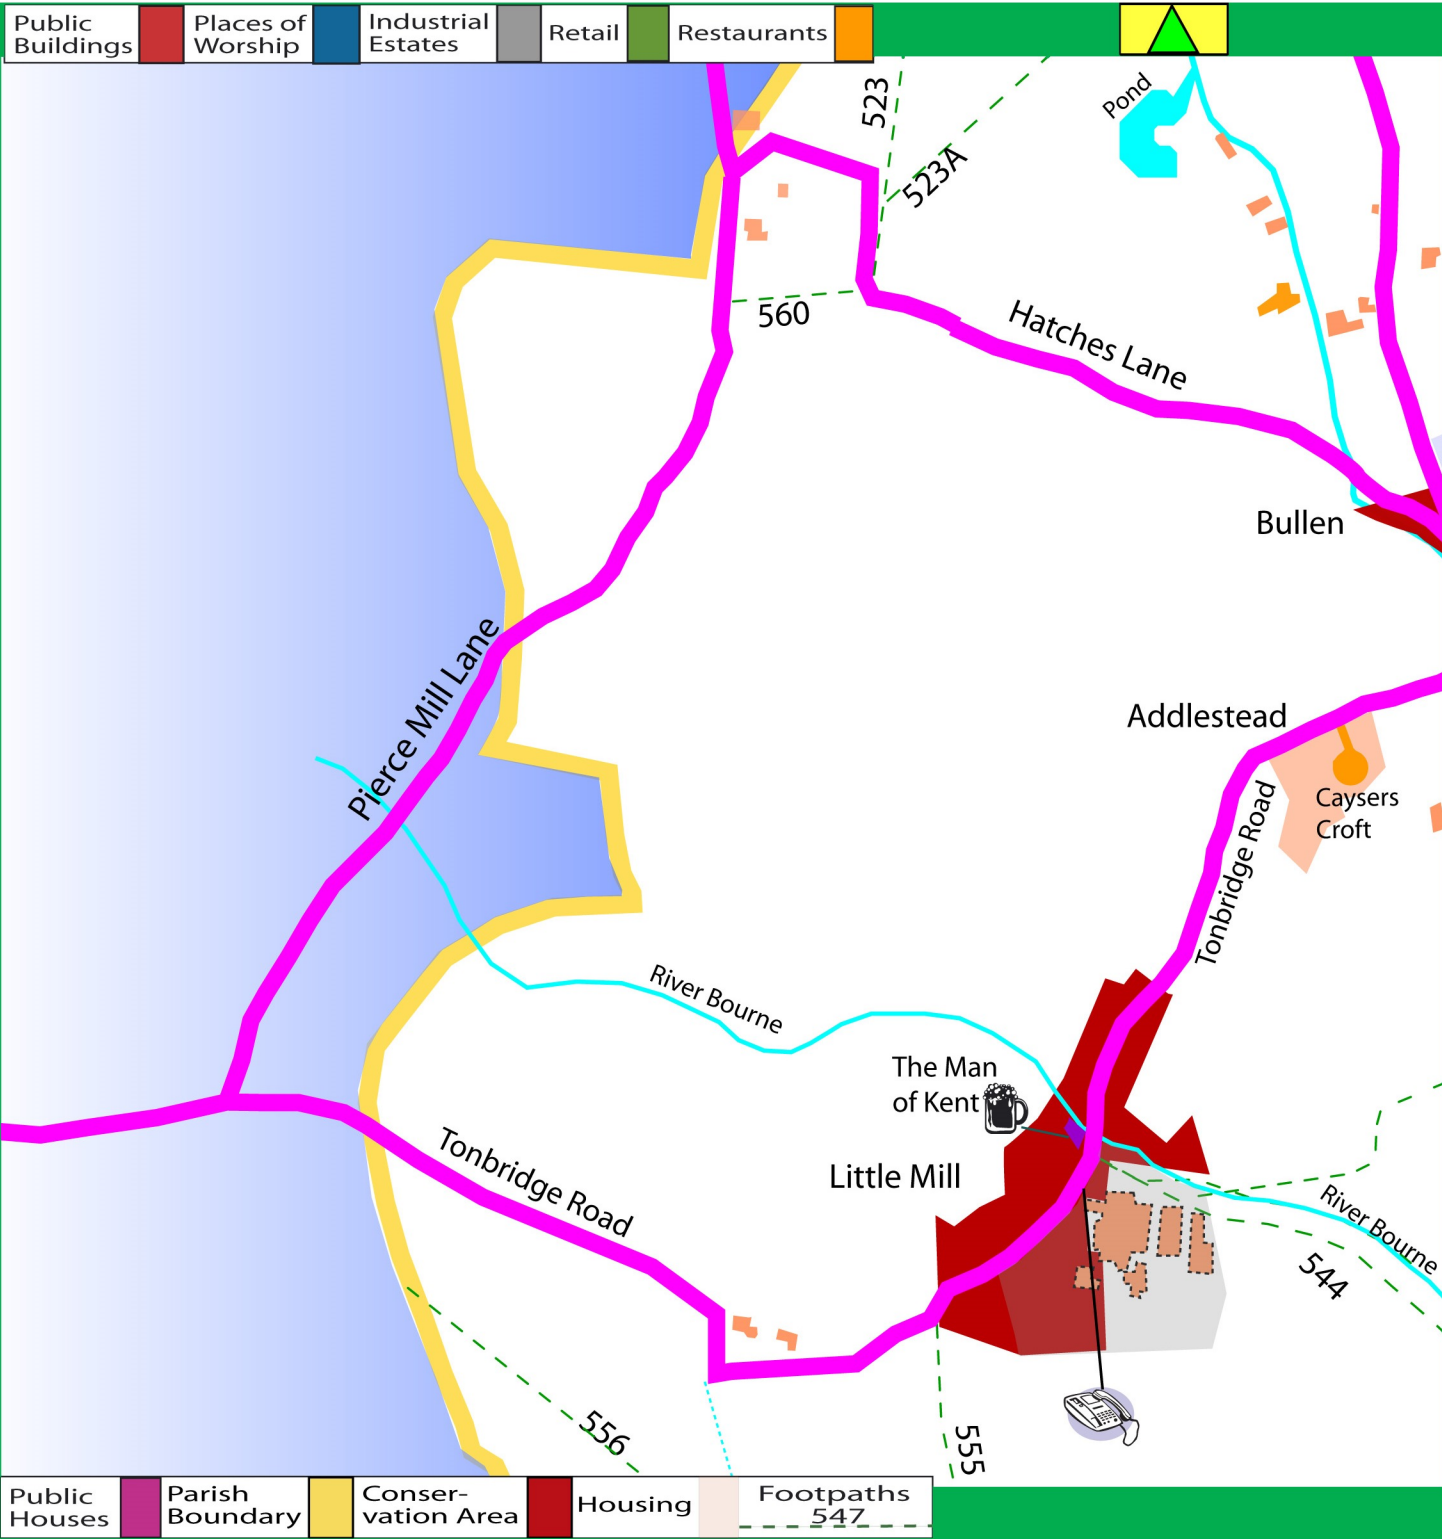 Public
Buildings
Places of
Worship
Industrial
Estates
Retail
Restaurants
523
523A
Pond
560
Hatches Lane
Bullen
Pierce Mill Lane
Addlestead
Caysers
Croft
Tonbridge Road
River Bourne
The Man
of Kent
Little Mill
Tonbridge Road
River Bourne
544
556
555
Public
Houses
Parish
Boundary
Conser-
vation Area
Housing
Footpaths
547